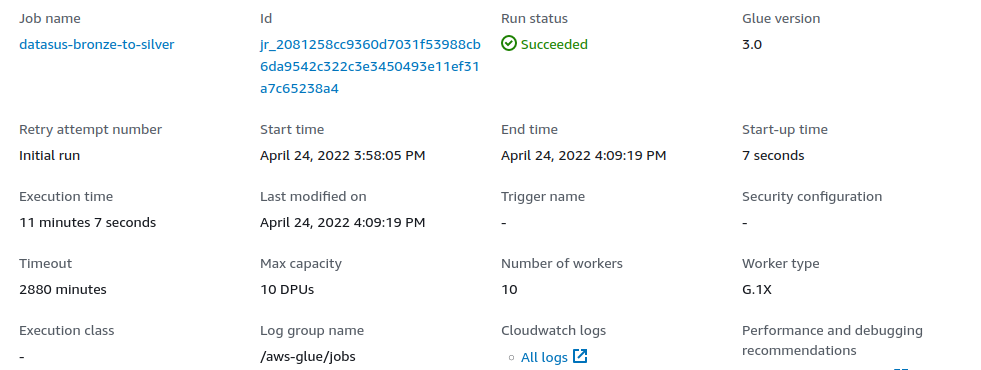 Job name
Id
Run status
Glue version
datasus-bronze-to-silver
jr_2081258cc9360d7031f53988cb
6da9542c322c3e3450493e11ef31
a7c65238a4
Succeeded
3.0
Retry attempt number
Start time
End time
Start-up time
Initial run
April 24, 2022 3:58:05 PM
April 24, 2022 4:09:19 PM
7 seconds
Execution time
Last modified on
Trigger name
Security configuration
11 minutes 7 seconds
April 24, 2022 4:09:19 PM
-
-
Timeout
Max capacity
Number of workers
Worker type
2880 minutes
10 DPUs
10
G.1X
Execution class
Log group name
Cloudwatch logs
Performance and debugging
recommendations
-
/aws-glue/jobs
All logs